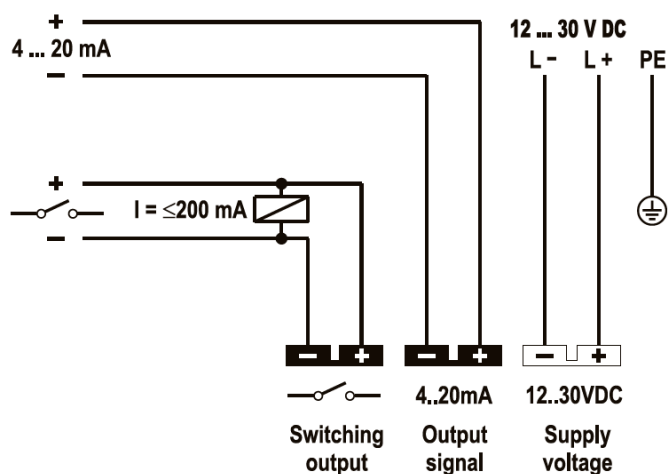 +
4 ... 20 mA
−
12 ... 30 V DC
L − L + PE
+
I = ≤200 mA
−
− + − + − +
4..20mA 12..30VDC
Switching Output Supply
output signal voltage